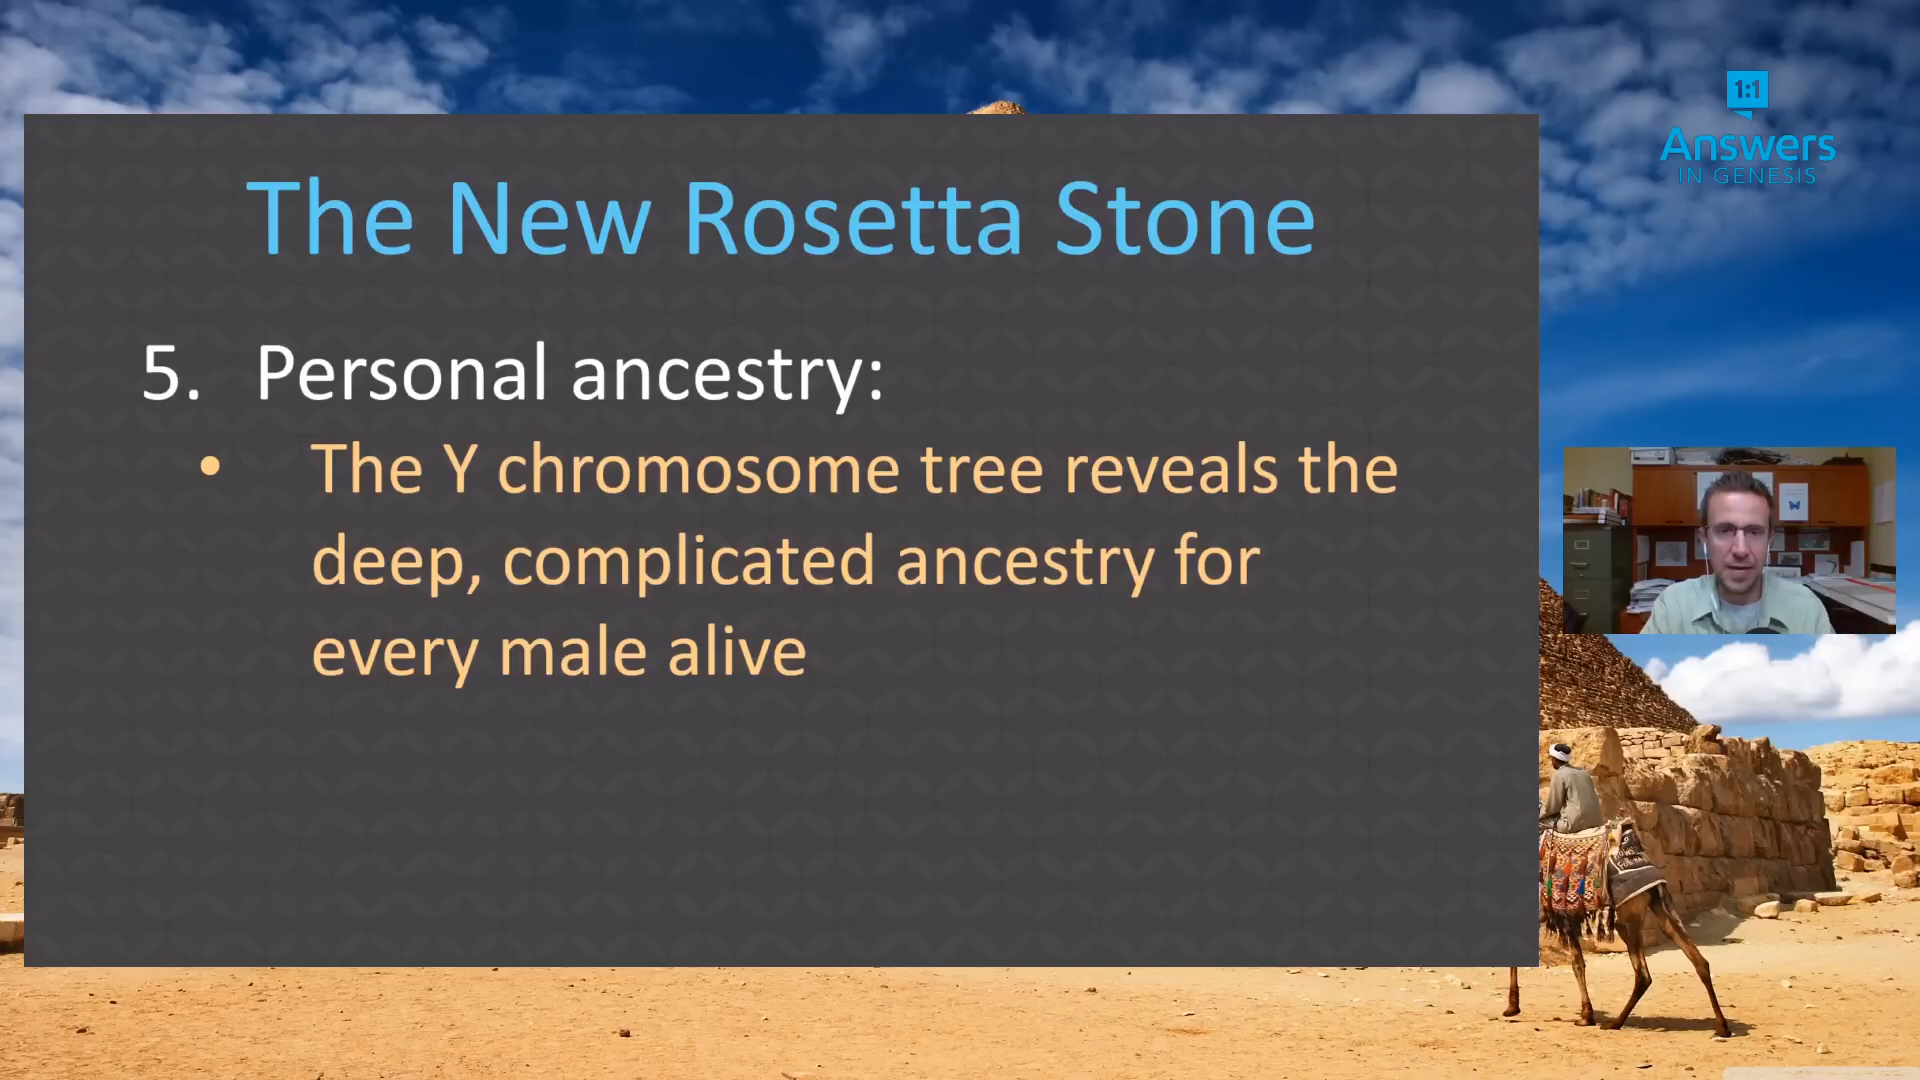 1:1
Answers
IN GENESIS
The New Rosetta Stone
5. Personal ancestry:
• The Y chromosome tree reveals the
deep, complicated ancestry for
every male alive